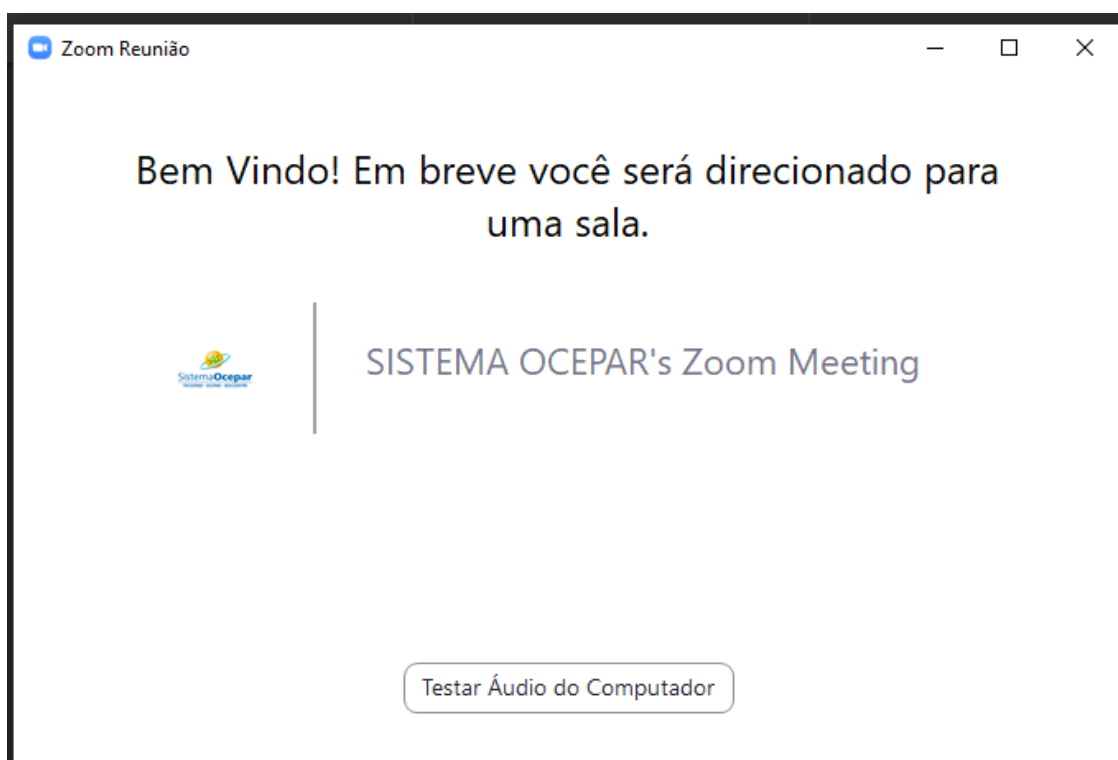 Zoom Reunião
Bem Vindo! Em breve você será direcionado para
uma sala.
SistemaOcepar
SISTEMA OCEPAR's Zoom Meeting
Testar Áudio do Computador